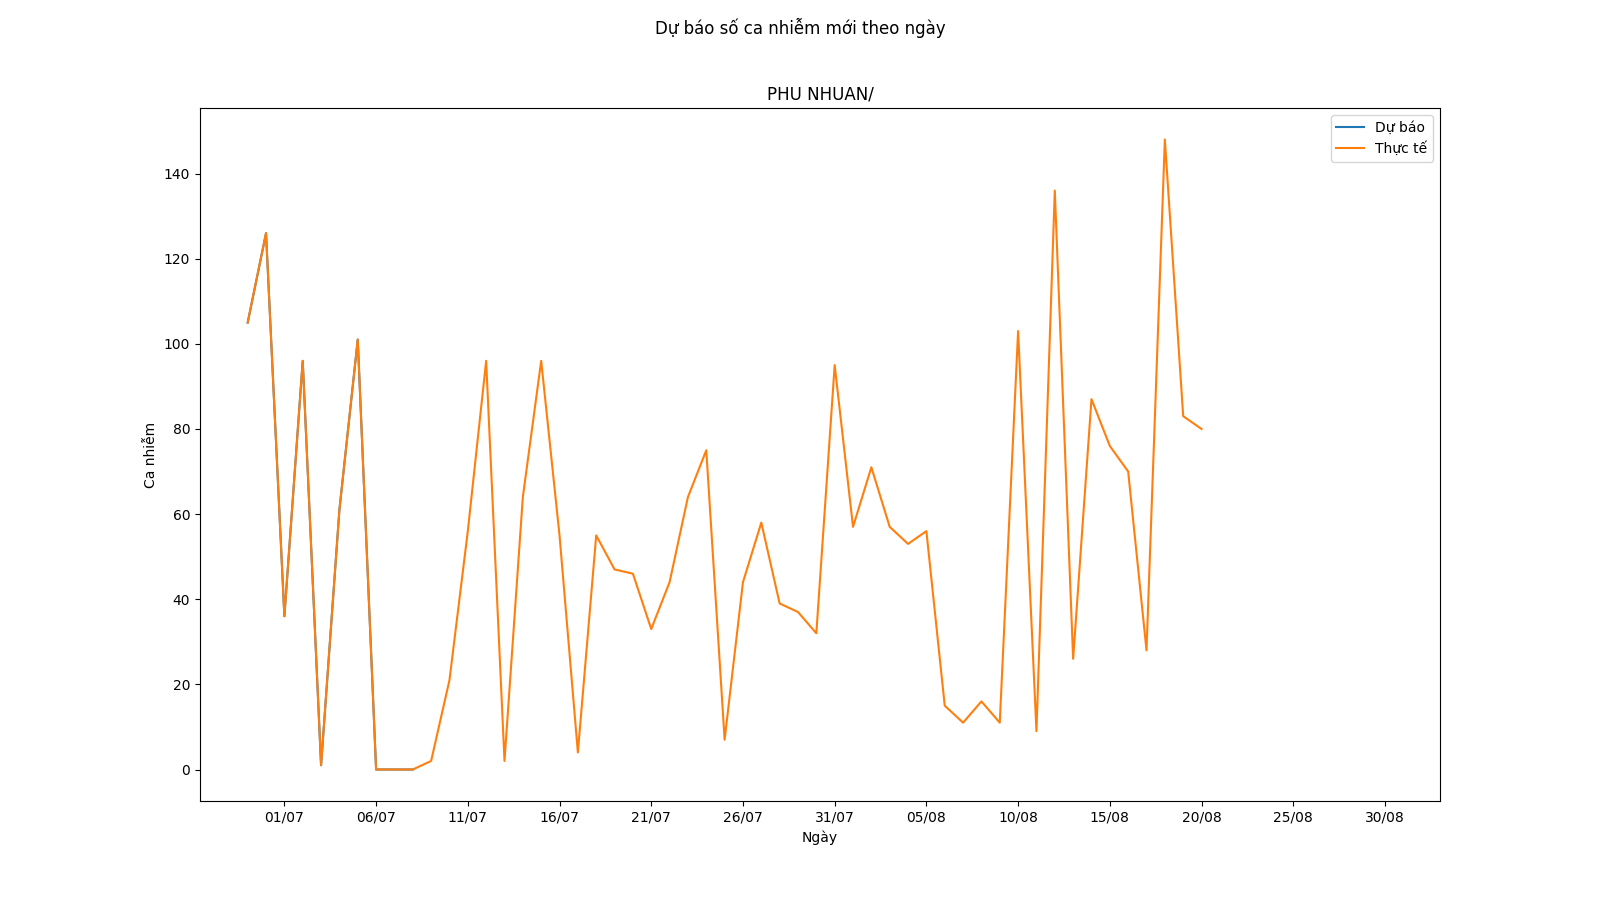 Dự báo số ca nhiễm mới theo ngày
PHU NHUAN/
Dự báo
Thực tế
140
120
100
80
60
40
20
0
Ca nhiễm
01/07 06/07 11/07 16/07 21/07 26/07 31/07 05/08 10/08 15/08 20/08 25/08 30/08
Ngày